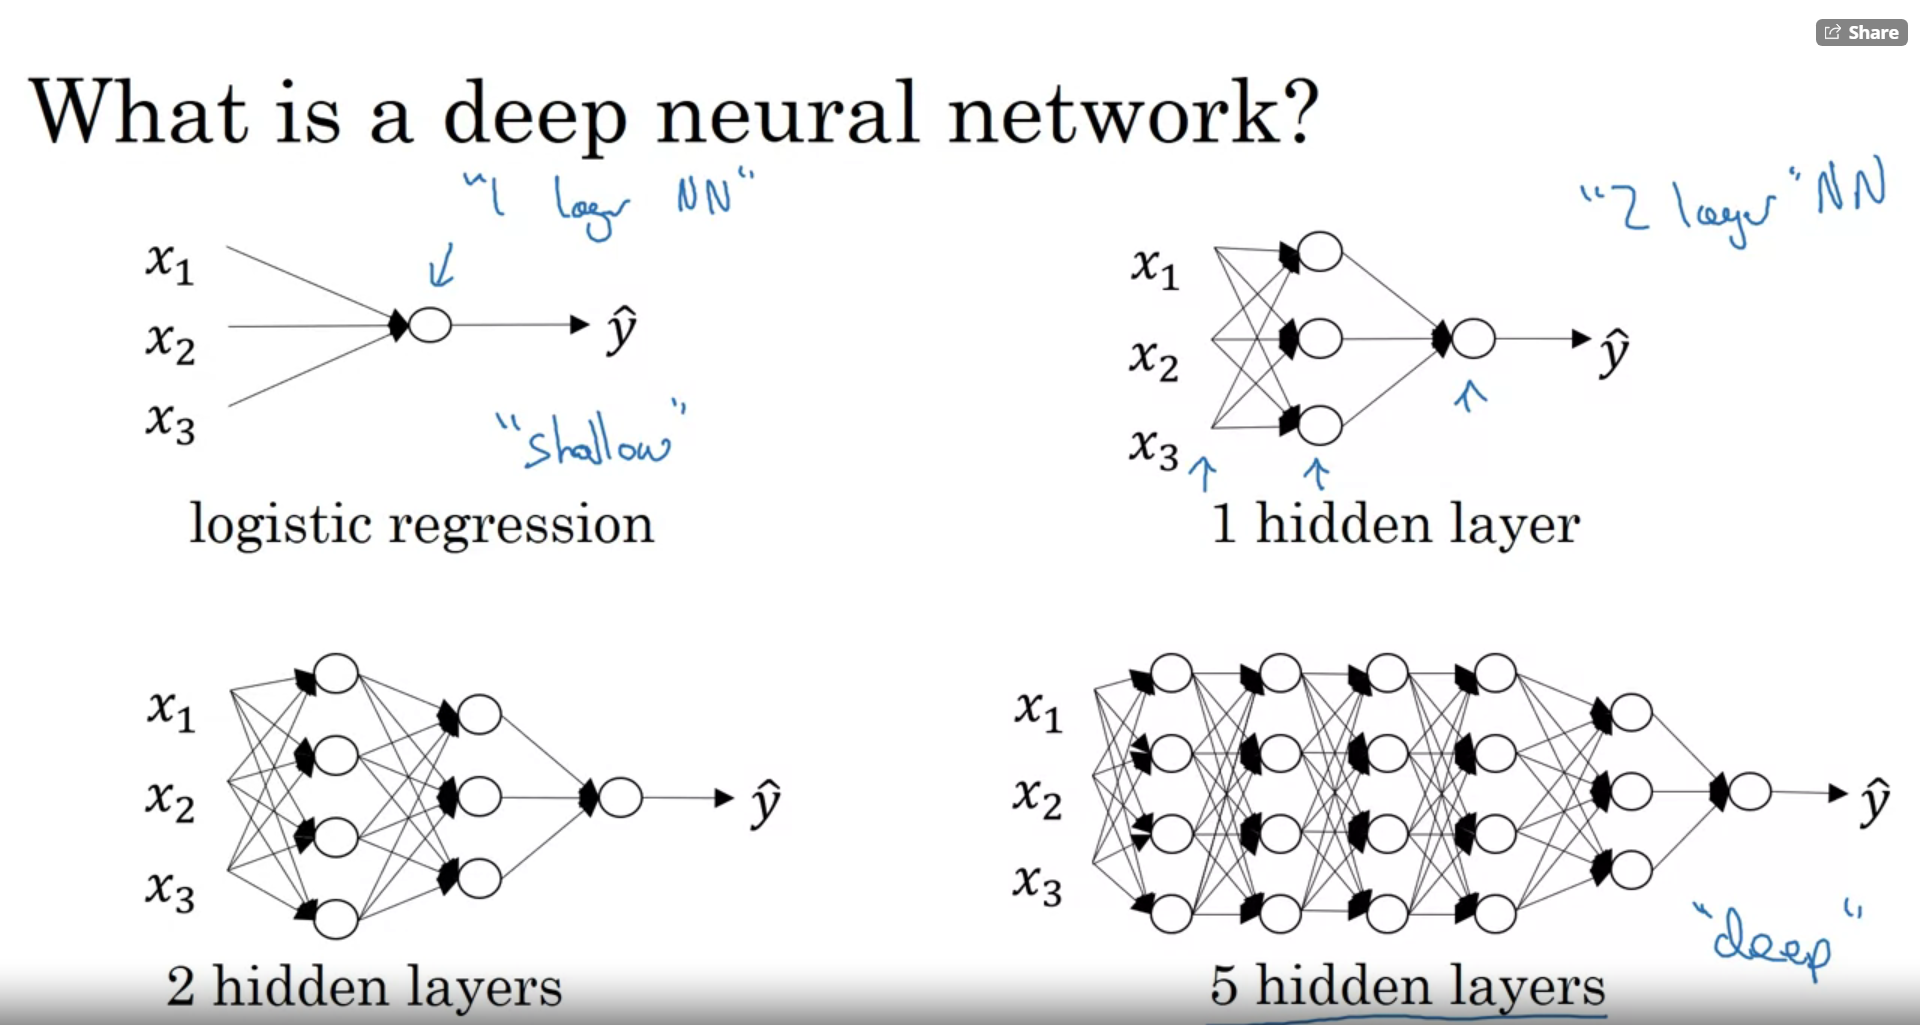 Share
What is a deep neural network?
"1 layer NN"
x₁
x₂
x₃
ŷ
"shallow"
logistic regression
"2 layer" NN
x₁
x₂
x₃
ŷ
1 hidden layer
x₁
x₂
x₃
ŷ
2 hidden layers
x₁
x₂
x₃
ŷ
"deep"
5 hidden layers